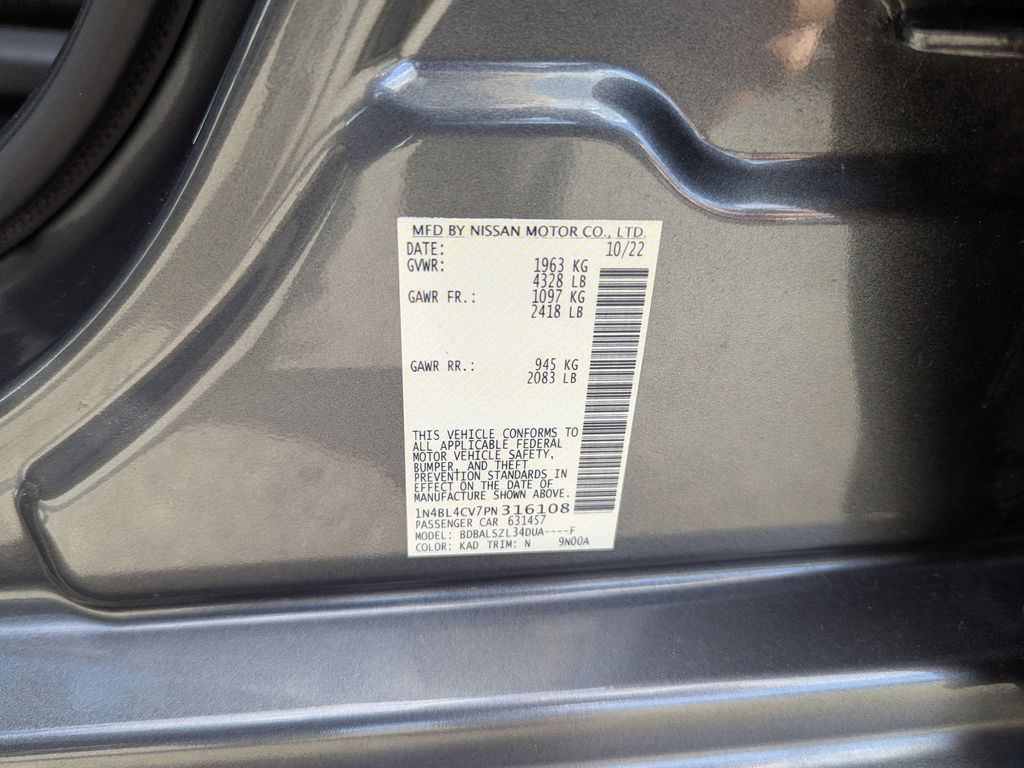 MFD BY NISSAN MOTOR CO., LTD.
DATE: 10/22
GVWR: 1963 KG
4328 LB
GAWR FR.: 1097 KG
2418 LB
GAWR RR.: 945 KG
2083 LB
THIS VEHICLE CONFORMS TO
ALL APPLICABLE FEDERAL
MOTOR VEHICLE SAFETY,
BUMPER, AND THEFT
PREVENTION STANDARDS IN
EFFECT ON THE DATE OF
MANUFACTURE SHOWN ABOVE.
1N4BL4CV7PN316108
PASSENGER CAR 631457
MODEL: BDBALSZL34DUA----F
COLOR: KAD TRIM: N 9N00A